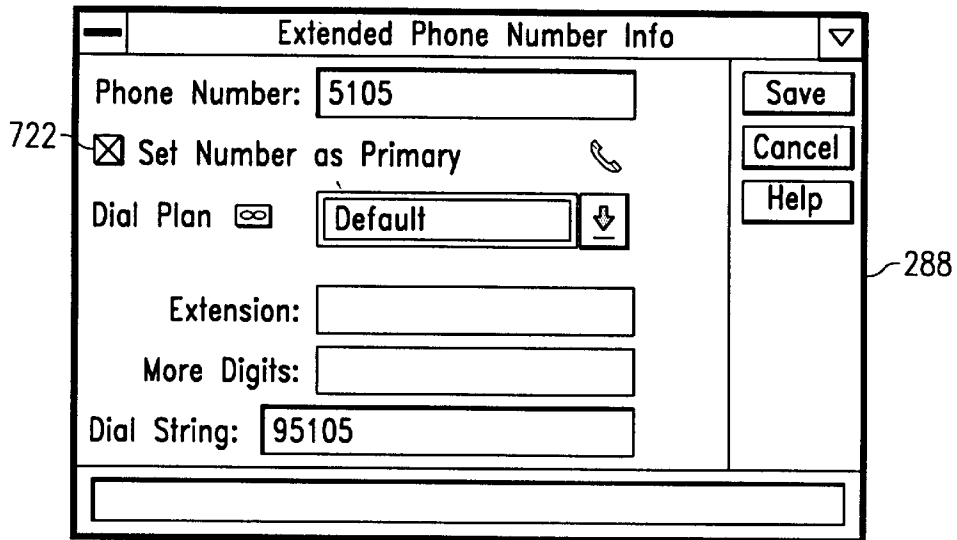 Extended Phone Number Info
Phone Number: 5105
Save
722
Set Number as Primary
Cancel
Dial Plan
Default
Help
288
Extension:
More Digits:
Dial String: 95105